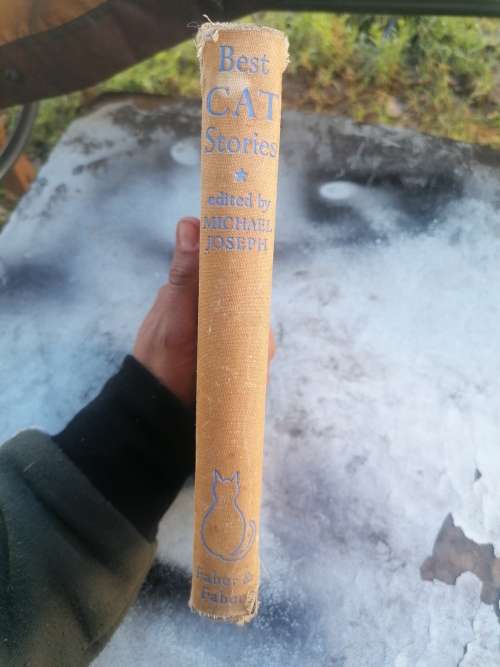 Best
CAT
Stories
edited by
MICHAEL
JOSEPH
Faber &
Faber